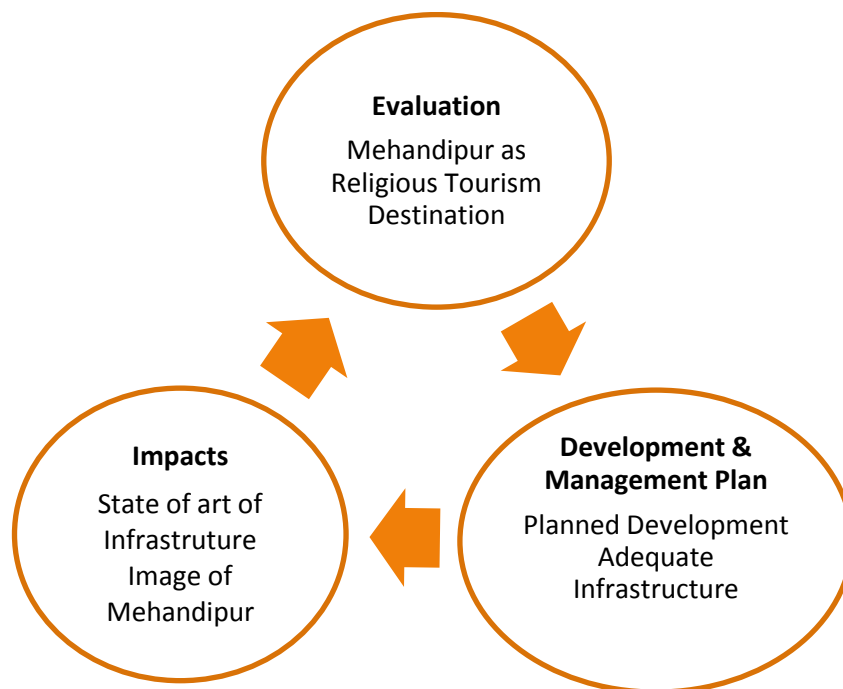 Evaluation
Mehandipur as
Religious Tourism
Destination
Development &
Management Plan
Planned Development
Adequate
Infrastructure
Impacts
State of art of
Infrastruture
Image of
Mehandipur